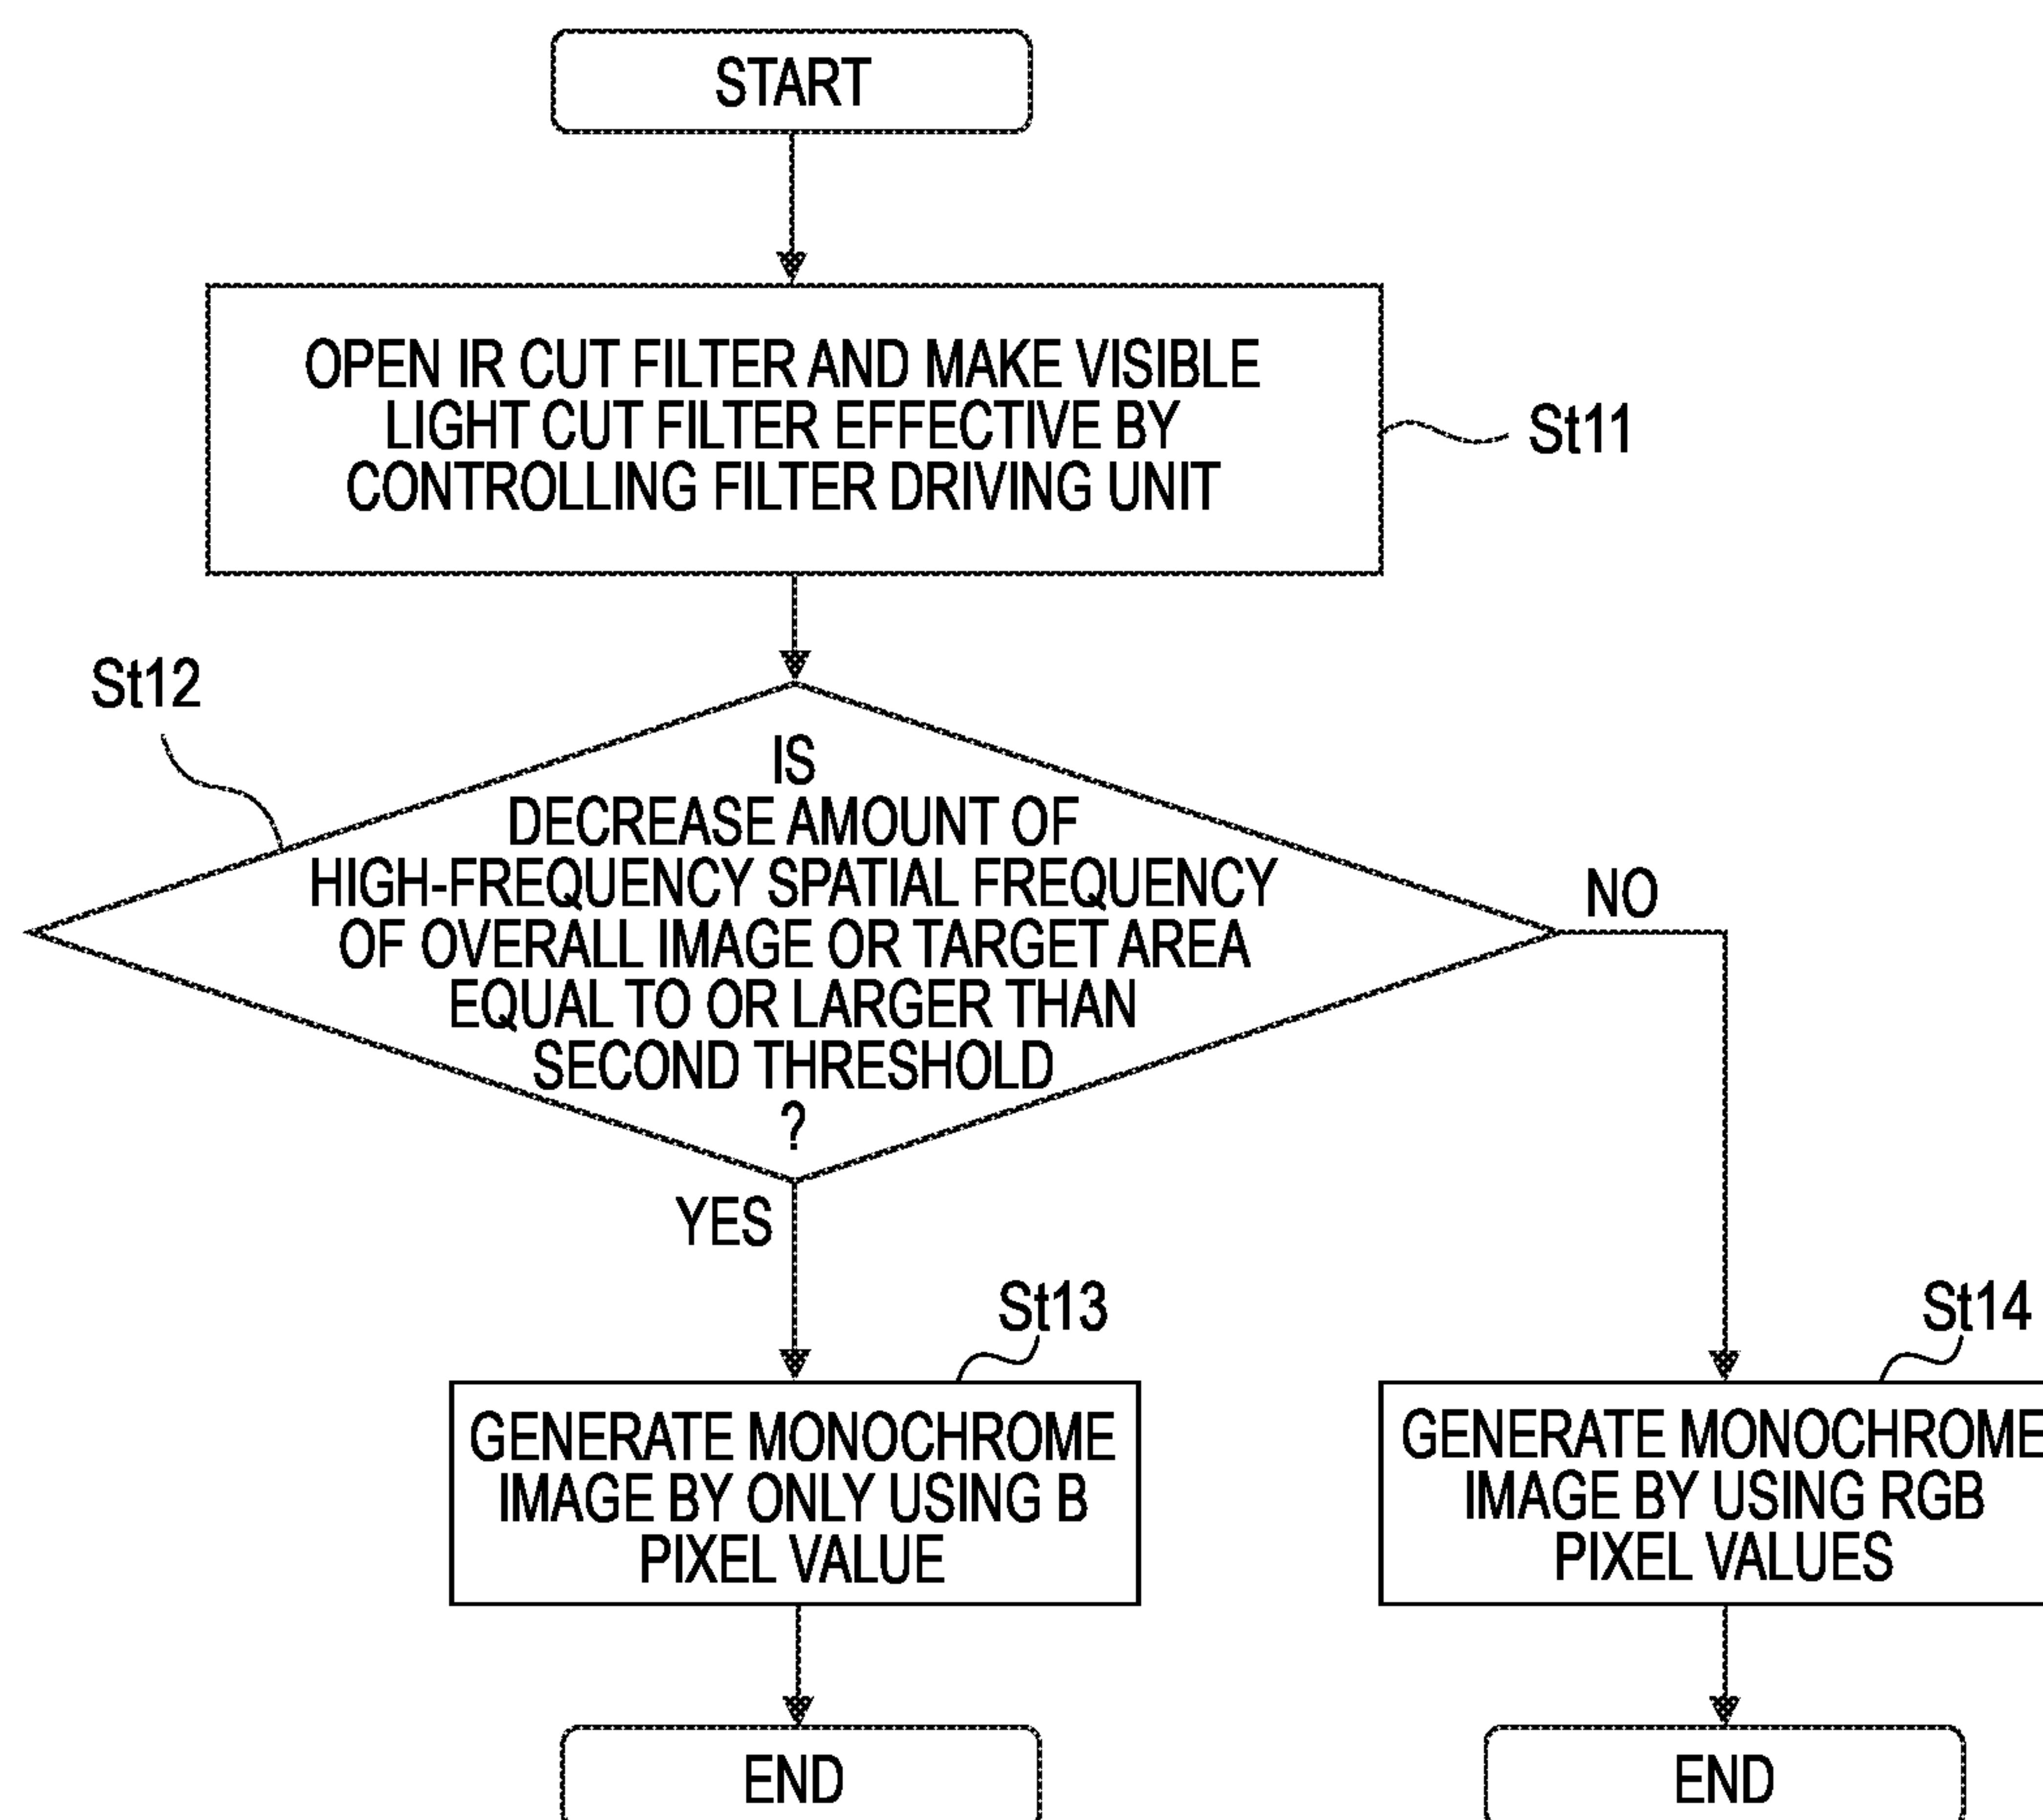 START
OPEN IR CUT FILTER AND MAKE VISIBLE
LIGHT CUT FILTER EFFECTIVE BY
CONTROLLING FILTER DRIVING UNIT
St11
St12
IS
DECREASE AMOUNT OF
HIGH-FREQUENCY SPATIAL FREQUENCY
OF OVERALL IMAGE OR TARGET AREA
EQUAL TO OR LARGER THAN
SECOND THRESHOLD
?
NO
YES
St13
GENERATE MONOCHROME
IMAGE BY ONLY USING B
PIXEL VALUE
St14
GENERATE MONOCHROME
IMAGE BY USING RGB
PIXEL VALUES
END
END